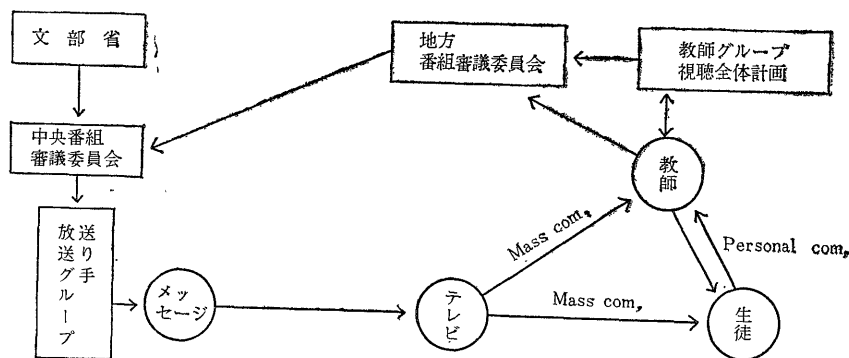 文部省
地方
番組審議委員会
教師グループ
視聴全体計画
中央番組
審議委員会
教師
送り手
放送グループ
Mass com,
Personal com,
メッ
セージ
テレビ
Mass com,
生徒